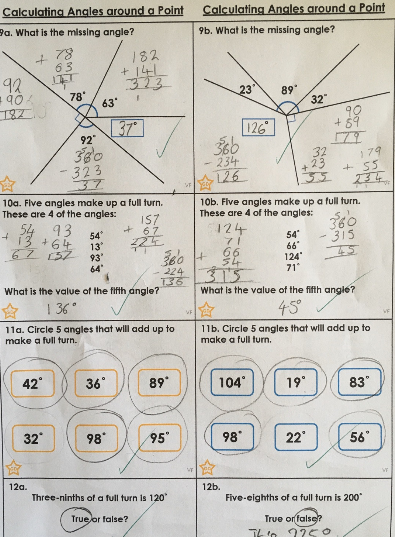 Calculating Angles around a Point
9a. What is the missing angle?
78
+ 63
141
1
182
+ 141
323
1
92
+ 90
182
78°
63°
37°
92°
360
- 323
37
VF
10a. Five angles make up a full turn.
These are 4 of the angles:
54
+ 13
67
93
+ 64
157
54°
13°
93°
64°
157
+ 67
224
360
- 224
136
What is the value of the fifth angle?
136°
VF
11a. Circle 5 angles that will add up to
make a full turn.
42° 36° 89°
32° 98° 95°
VF
12a.
Three-ninths of a full turn is 120°
True or false?
Calculating Angles around a Point
9b. What is the missing angle?
23° 89° 32°
126°
360
- 234
126
90
+ 89
179
32
+ 23
55
179
+ 55
234
VF
10b. Five angles make up a full turn.
These are 4 of the angles:
124
71
+ 66
54
315
54°
66°
124°
71°
360
- 315
45
What is the value of the fifth angle?
45°
VF
11b. Circle 5 angles that will add up to
make a full turn.
104° 19° 83°
98° 22° 56°
VF
12b.
Five-eighths of a full turn is 200°
True or false?
225°